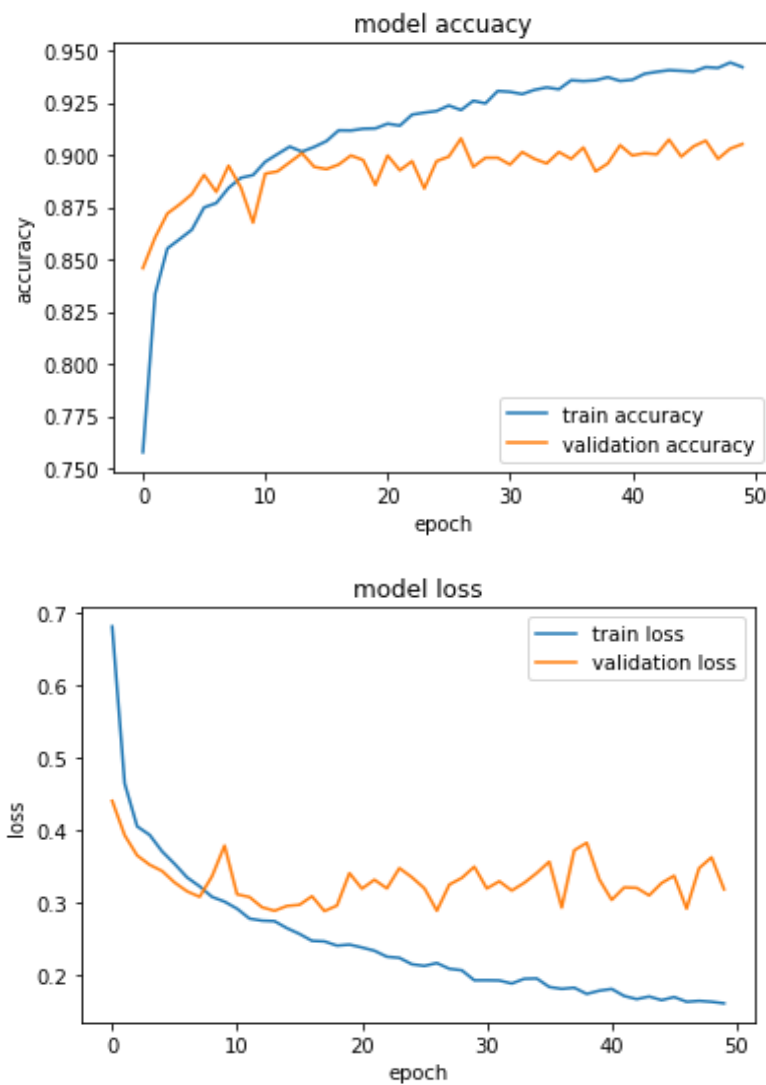 model accuacy
0.950
0.925
0.900
0.875
0.850
0.825
0.800
0.775
0.750
accuracy
train accuracy
validation accuracy
0 10 20 30 40 50
epoch
model loss
0.7
0.6
0.5
0.4
0.3
0.2
loss
train loss
validation loss
0 10 20 30 40 50
epoch